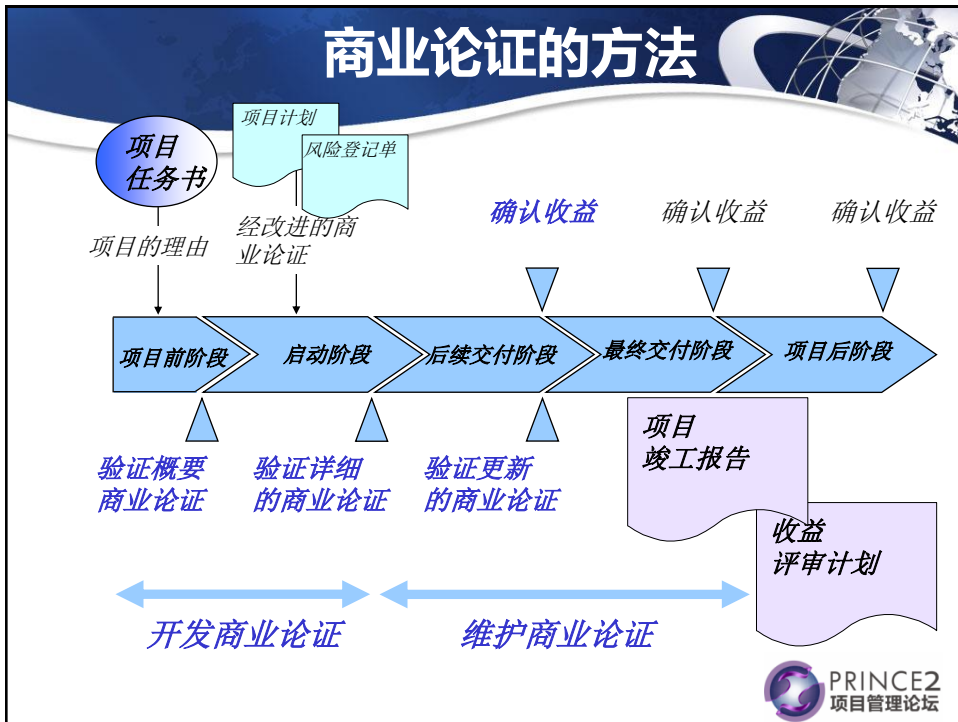 商业论证的方法
项目
任务书
项目计划
风险登记单
项目的理由
经改进的商
业论证
确认收益
确认收益
确认收益
项目前阶段
启动阶段
后续交付阶段
最终交付阶段
项目后阶段
验证概要
商业论证
验证详细
的商业论证
验证更新
的商业论证
项目
竣工报告
收益
评审计划
开发商业论证
维护商业论证
PRINCE2
项目管理论坛